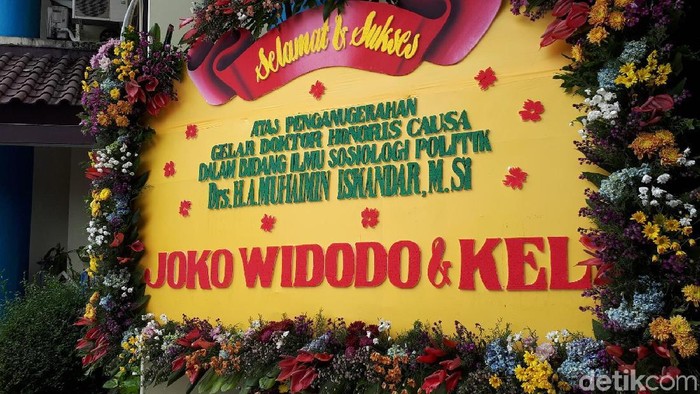 Selamat & Sukses
ATAS PENGANUGERAHAN
GELAR DOKTOR HONORIS CAUSA
DALAM BIDANG ILMU SOSIOLOGI POLITIK
Drs. H. A. MUHAIMIN ISKANDAR, M. Si
JOKO WIDODO & KEL
detikcom